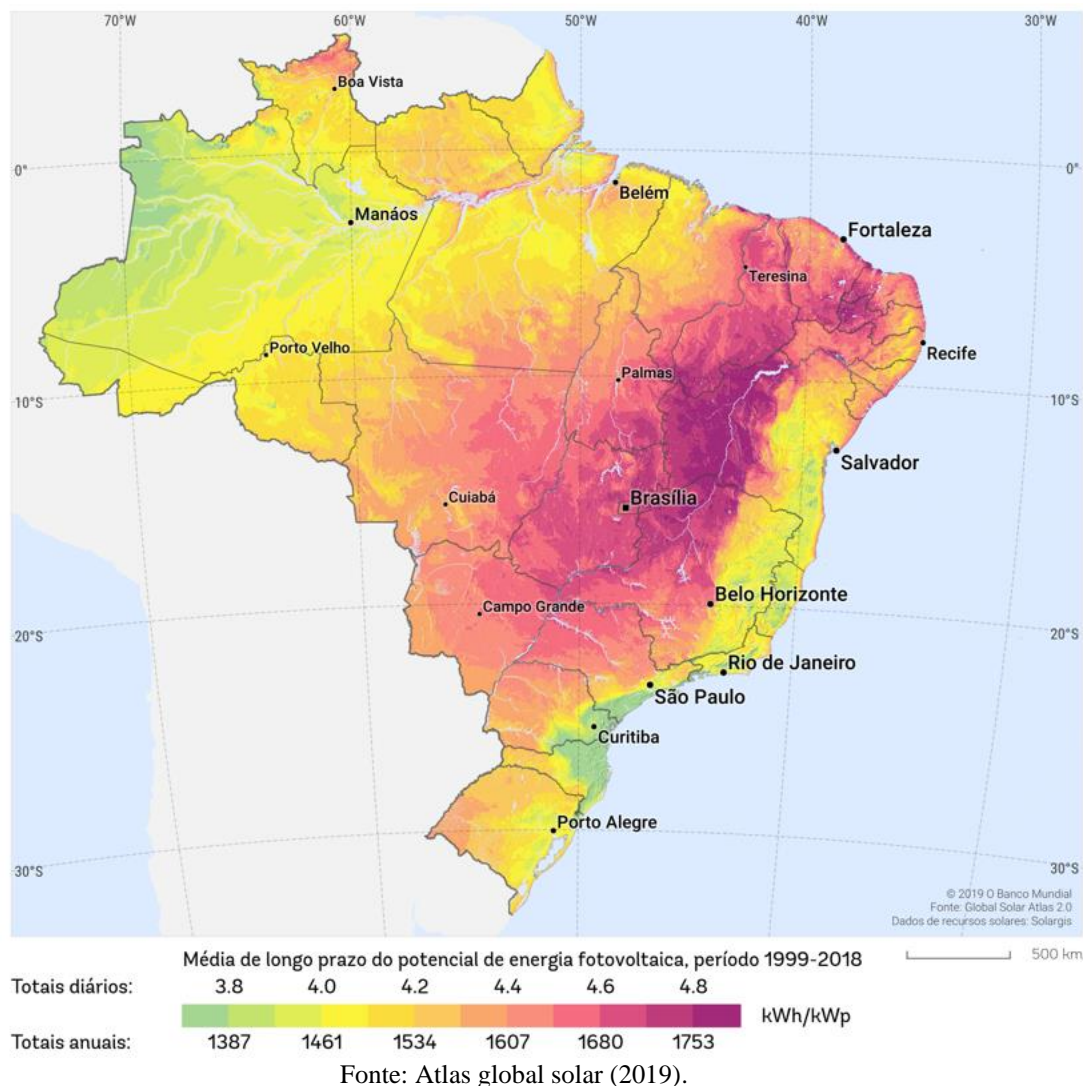 70°W 60°W 50°W 40°W 30°W
Boa Vista
0° 0°
Belém
Manáos
Fortaleza
Teresina
Porto Velho
Recife
Palmas
10°S 10°S
Salvador
Cuiabá
Brasília
Belo Horizonte
Campo Grande
20°S 20°S
Rio de Janeiro
São Paulo
Curitiba
Porto Alegre
30°S 30°S
© 2019 O Banco Mundial
Fonte: Global Solar Atlas 2.0
Dados de recursos solares: Solargis
Média de longo prazo do potencial de energia fotovoltaica, período 1999-2018
500 km
Totais diários: 3.8 4.0 4.2 4.4 4.6 4.8
kWh/kWp
Totais anuais: 1387 1461 1534 1607 1680 1753
Fonte: Atlas global solar (2019).